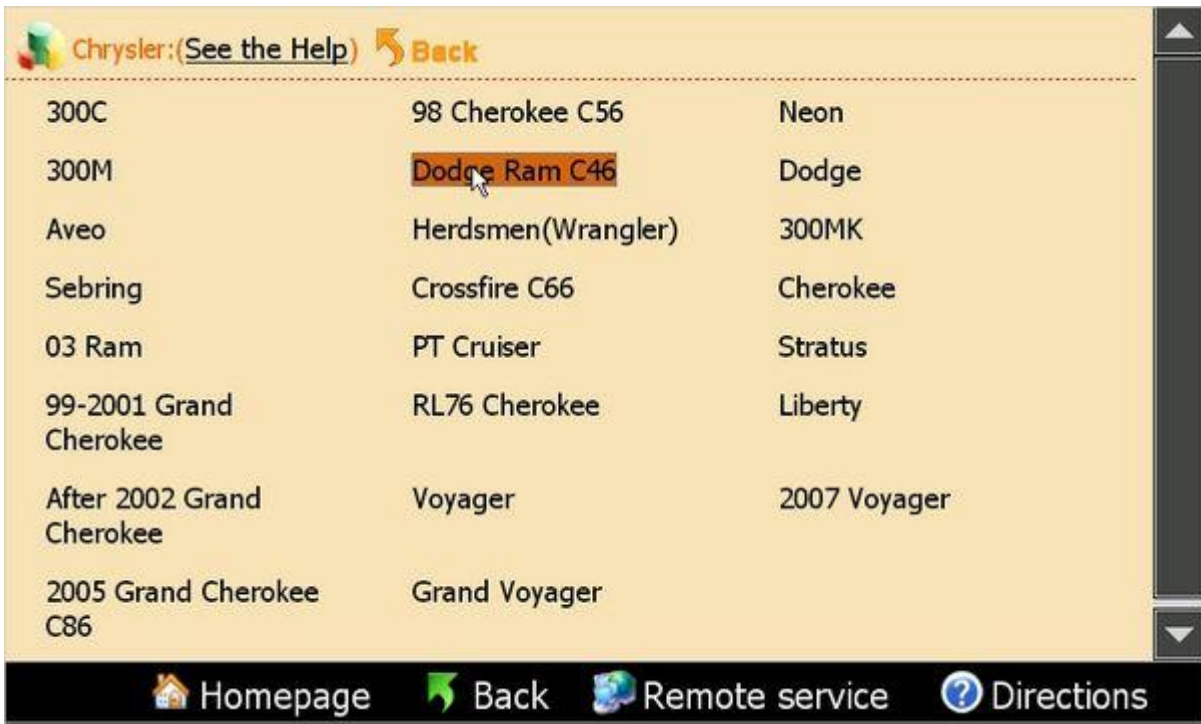 Chrysler:(See the Help) Back
300C
98 Cherokee C56
Neon
300M
Dodge Ram C46
Dodge
Aveo
Herdsmen(Wrangler)
300MK
Sebring
Crossfire C66
Cherokee
03 Ram
PT Cruiser
Stratus
99-2001 Grand
Cherokee
RL76 Cherokee
Liberty
After 2002 Grand
Cherokee
Voyager
2007 Voyager
2005 Grand Cherokee
C86
Grand Voyager
Homepage
Back
Remote service
Directions